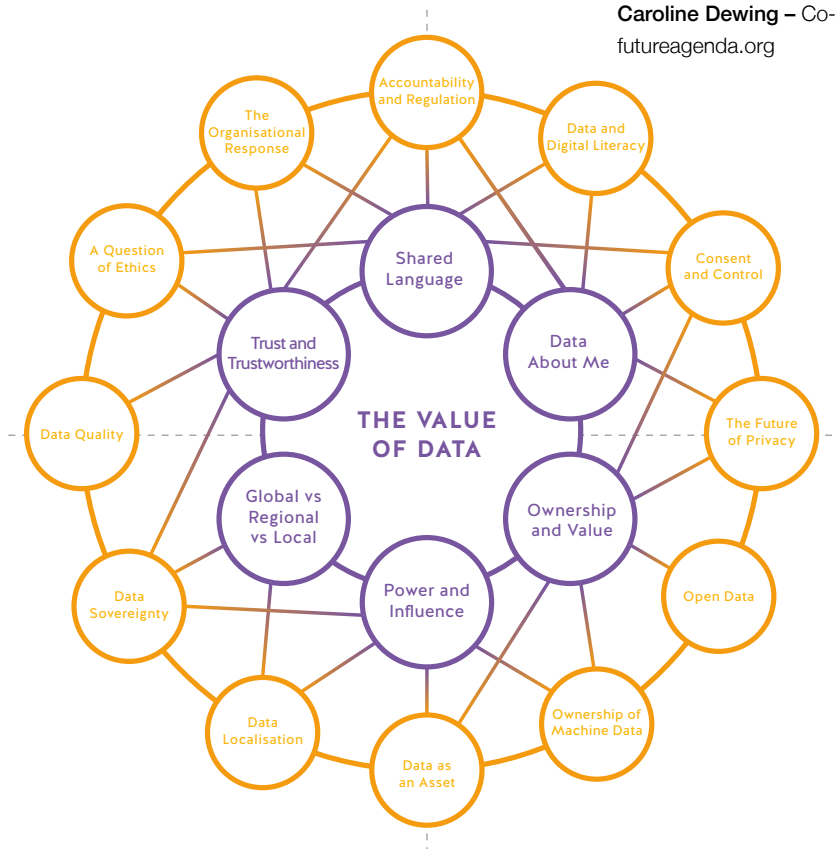 Caroline Dewing – Co-
futureagenda.org
Accountability
and Regulation
The
Organisational
Response
Data and
Digital Literacy
A Question
of Ethics
Shared
Language
Consent
and Control
Trust and
Trustworthiness
Data
About Me
THE VALUE
OF DATA
Data Quality
The Future
of Privacy
Global vs
Regional
vs Local
Ownership
and Value
Power and
Influence
Data
Sovereignty
Open Data
Data
Localisation
Ownership of
Machine Data
Data as
an Asset